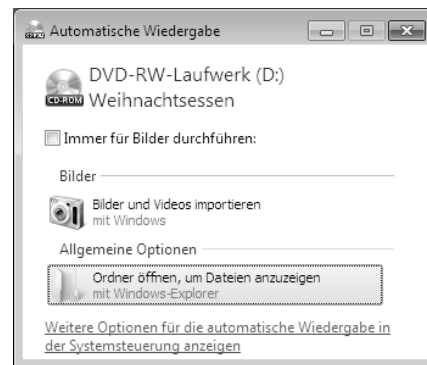 Automatische Wiedergabe
DVD-RW-Laufwerk (D:)
CD-ROM Weihnachtsessen
Immer für Bilder durchführen:
Bilder
Bilder und Videos importieren
mit Windows
Allgemeine Optionen
Ordner öffnen, um Dateien anzuzeigen
mit Windows-Explorer
Weitere Optionen für die automatische Wiedergabe in
der Systemsteuerung anzeigen